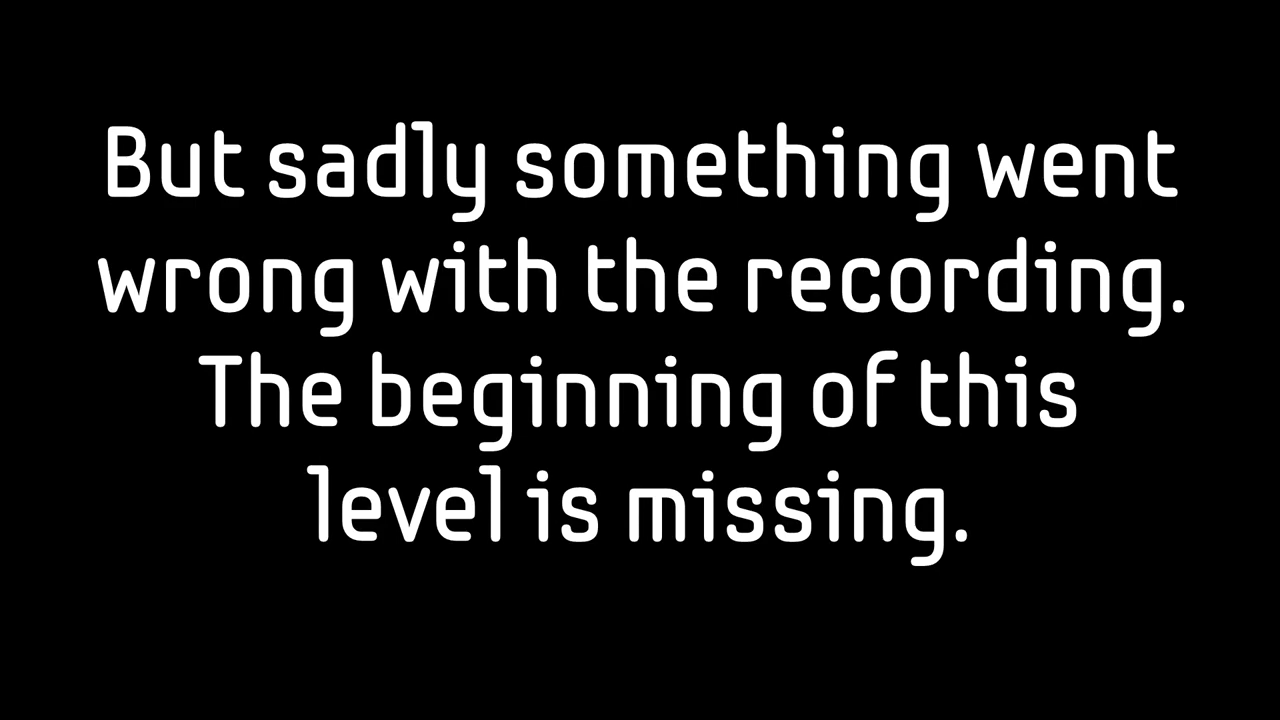 But sadly something went
wrong with the recording.
The beginning of this
level is missing.